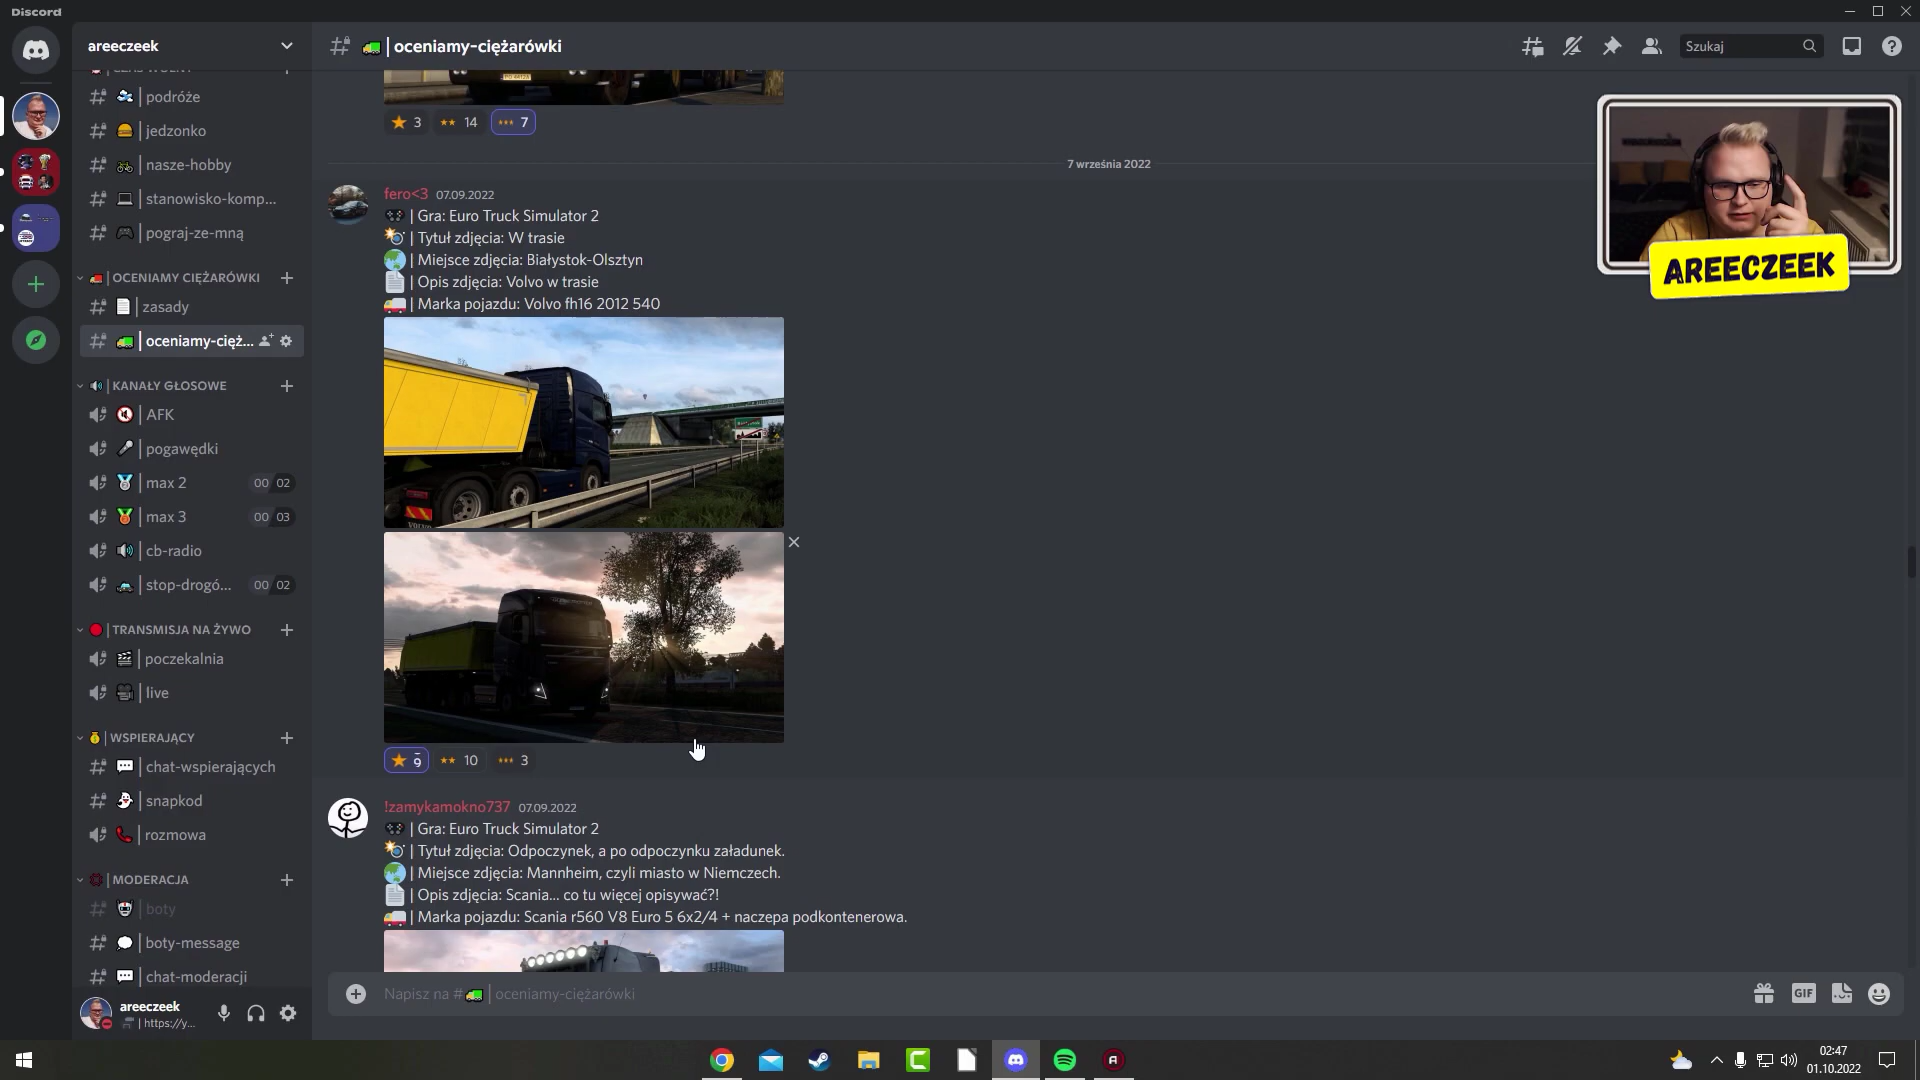 Discord
areeczeek
| oceniamy-ciężarówki
Szukaj
| podróże
| jedzonko
| nasze-hobby
| stanowisko-komp...
| pograj-ze-mną
| OCENIAMY CIĘŻARÓWKI
| zasady
| oceniamy-cięż...
| KANAŁY GŁOSOWE
| AFK
| pogawędki
| max 2 00 02
| max 3 00 03
| cb-radio
| stop-drogó... 00 02
| TRANSMISJA NA ŻYWO
| poczekalnia
| live
| WSPIERAJĄCY
| chat-wspierających
| snapkod
| rozmowa
| MODERACJA
| boty
| boty-message
| chat-moderacji
areeczeek
| https://y...
3 14 7
7 września 2022
fero<3 07.09.2022
| Gra: Euro Truck Simulator 2
| Tytuł zdjęcia: W trasie
| Miejsce zdjęcia: Białystok-Olsztyn
| Opis zdjęcia: Volvo w trasie
| Marka pojazdu: Volvo fh16 2012 540
VOLVO
9 10 3
!zamykamokno737 07.09.2022
| Gra: Euro Truck Simulator 2
| Tytuł zdjęcia: Odpoczynek, a po odpoczynku załadunek.
| Miejsce zdjęcia: Mannheim, czyli miasto w Niemczech.
| Opis zdjęcia: Scania... co tu więcej opisywać?!
| Marka pojazdu: Scania r560 V8 Euro 5 6x2/4 + naczepa podkontenerowa.
Napisz na # | oceniamy-ciężarówki
GIF
AREECZEEK
02:47
01.10.2022